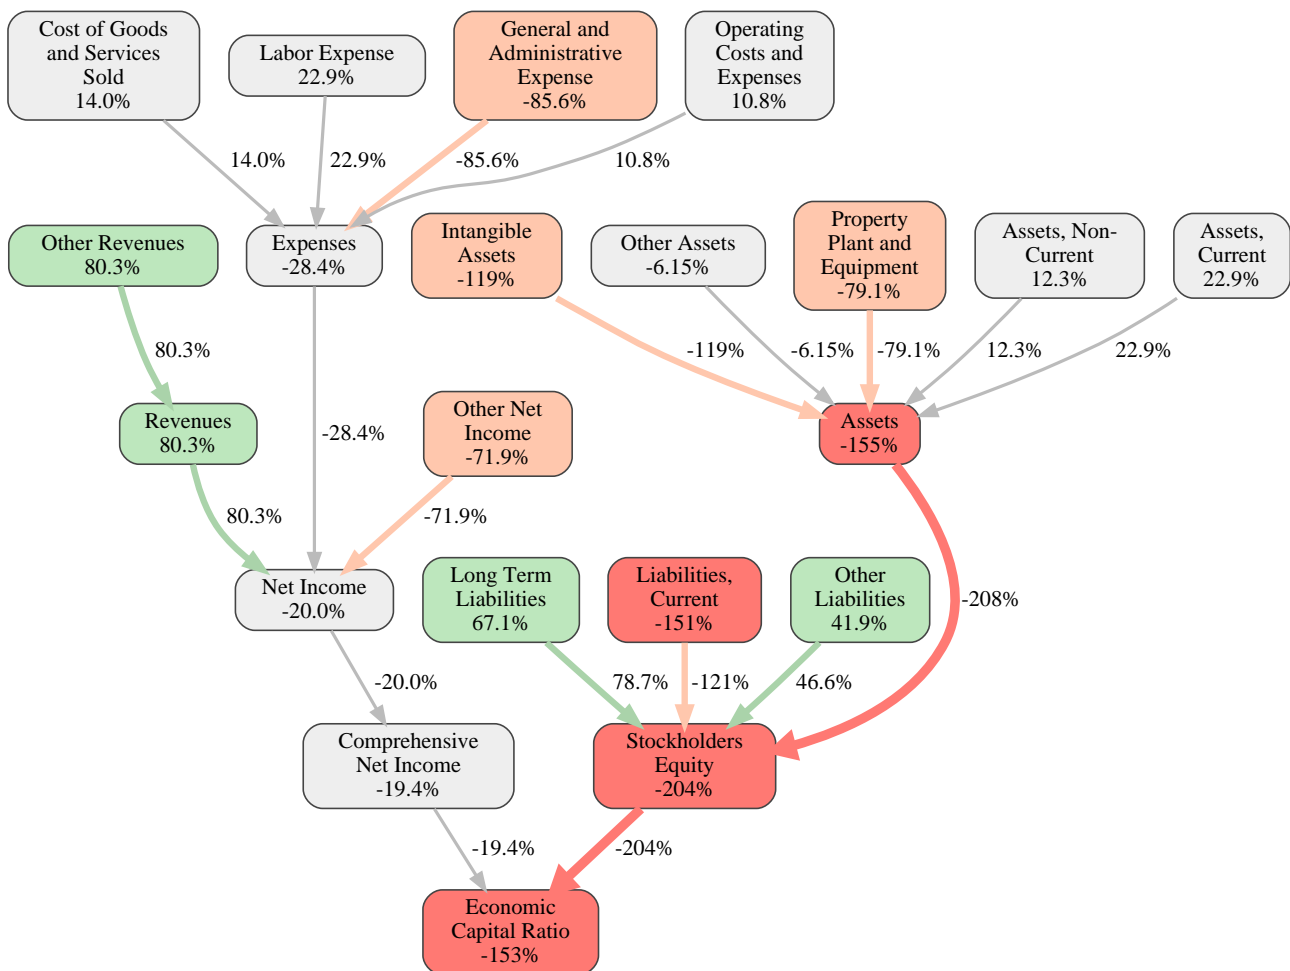 Cost of Goods
and Services
Sold
14.0%
Labor Expense
22.9%
General and
Administrative
Expense
-85.6%
Operating
Costs and
Expenses
10.8%
14.0%
22.9%
-85.6%
10.8%
Other Revenues
80.3%
Expenses
-28.4%
Intangible
Assets
-119%
Other Assets
-6.15%
Property
Plant and
Equipment
-79.1%
Assets, Non-
Current
12.3%
Assets,
Current
22.9%
80.3%
-28.4%
-119%
-6.15%
-79.1%
12.3%
22.9%
Revenues
80.3%
Other Net
Income
-71.9%
Assets
-155%
80.3%
-71.9%
Net Income
-20.0%
Long Term
Liabilities
67.1%
Liabilities,
Current
-151%
Other
Liabilities
41.9%
-208%
-20.0%
78.7%
-121%
46.6%
Comprehensive
Net Income
-19.4%
Stockholders
Equity
-204%
-19.4%
-204%
Economic
Capital Ratio
-153%